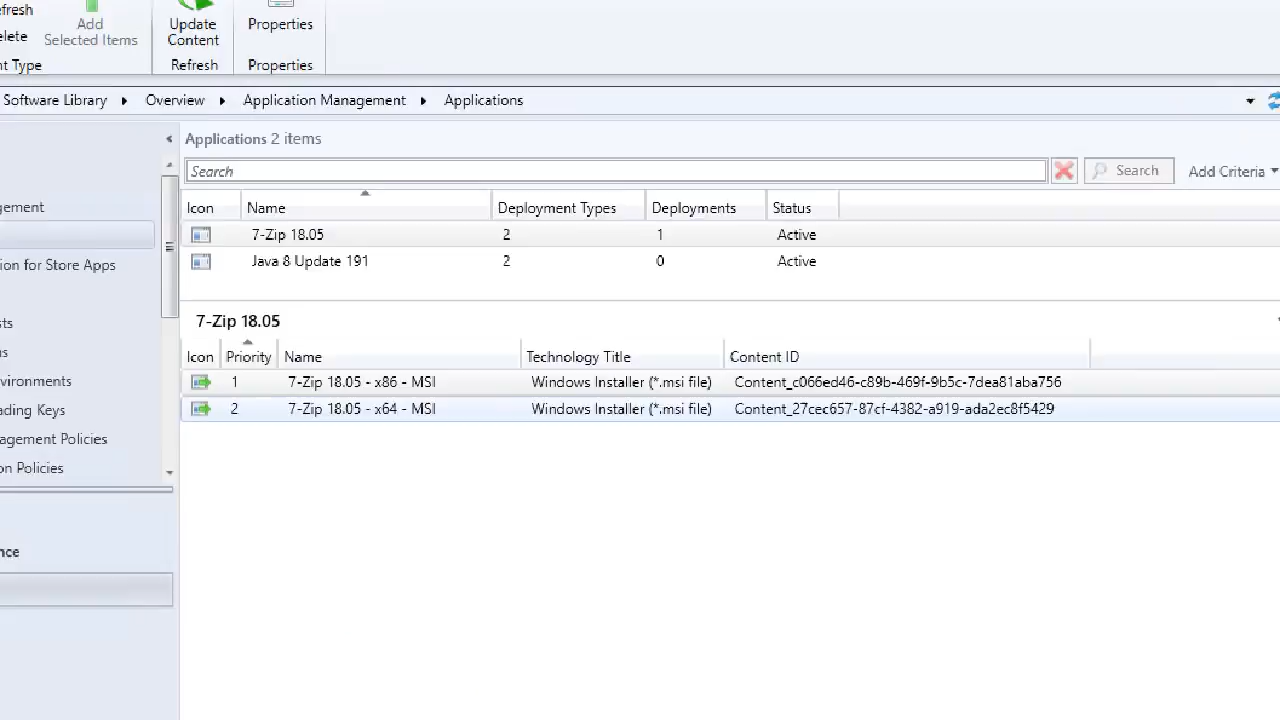 efresh
elete
nt Type
Add
Selected Items
Update
Content
Refresh
Properties
Properties
Software Library ▸ Overview ▸ Application Management ▸ Applications
Applications 2 items
Search
Search
Add Criteria
Icon Name Deployment Types Deployments Status
7-Zip 18.05 2 1 Active
Java 8 Update 191 2 0 Active
7-Zip 18.05
Icon Priority Name Technology Title Content ID
1 7-Zip 18.05 - x86 - MSI Windows Installer (*.msi file) Content_c066ed46-c89b-469f-9b5c-7dea81aba756
2 7-Zip 18.05 - x64 - MSI Windows Installer (*.msi file) Content_27cec657-87cf-4382-a919-ada2ec8f5429
gement
ion for Store Apps
sts
s
vironments
ading Keys
agement Policies
on Policies
nce